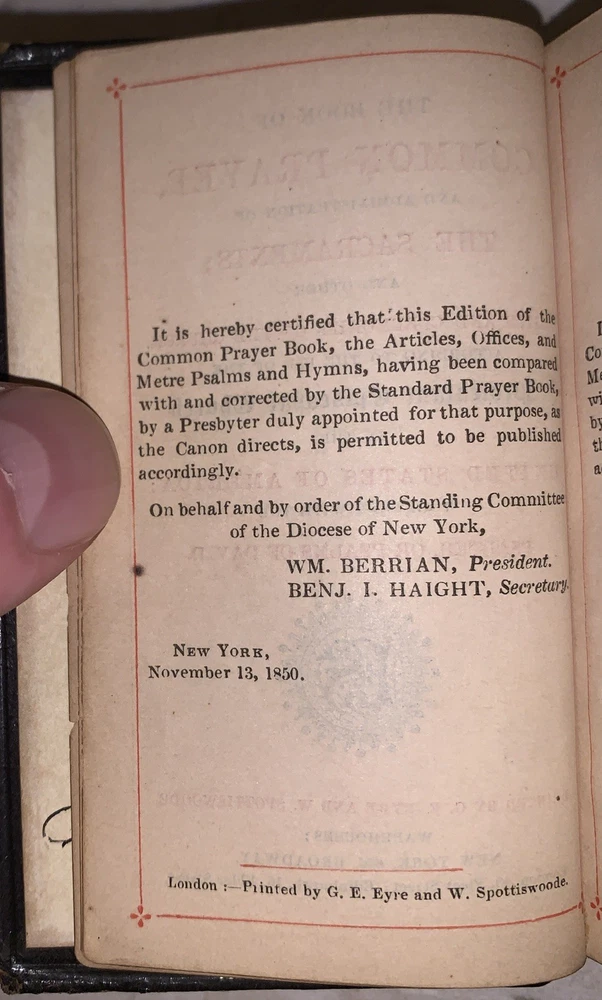 It is hereby certified that this Edition of the
Common Prayer Book, the Articles, Offices, and
Metre Psalms and Hymns, having been compared
with and corrected by the Standard Prayer Book,
by a Presbyter duly appointed for that purpose, as
the Canon directs, is permitted to be published
accordingly.
On behalf and by order of the Standing Committee
of the Diocese of New York,
WM. BERRIAN, President.
BENJ. I. HAIGHT, Secretary.
NEW YORK,
November 13, 1850.
London :—Printed by G. E. Eyre and W. Spottiswoode.